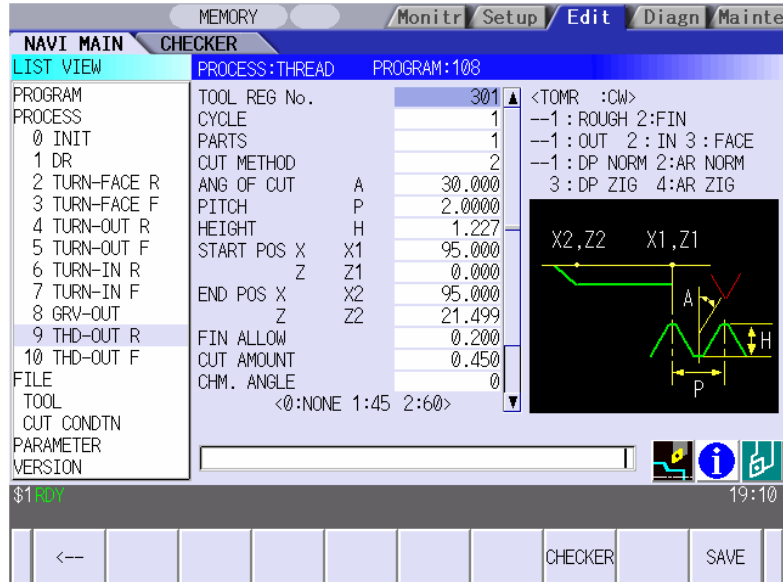 MEMORY
Monitr Setup Edit Diagn Mainte
NAVI MAIN CHECKER
LIST VIEW
PROCESS:THREAD PROGRAM:108
PROGRAM
PROCESS
0 INIT
1 DR
2 TURN-FACE R
3 TURN-FACE F
4 TURN-OUT R
5 TURN-OUT F
6 TURN-IN R
7 TURN-IN F
8 GRV-OUT
9 THD-OUT R
10 THD-OUT F
FILE
TOOL
CUT CONDTN
PARAMETER
VERSION
TOOL REG No. 301
CYCLE 1
PARTS 1
CUT METHOD 2
ANG OF CUT A 30.000
PITCH P 2.0000
HEIGHT H 1.227
START POS X X1 95.000
Z Z1 0.000
END POS X X2 95.000
Z Z2 21.499
FIN ALLOW 0.200
CUT AMOUNT 0.450
CHM. ANGLE 0
<0:NONE 1:45 2:60>
<TOMR :CW>
--1:ROUGH 2:FIN
--1:OUT 2:IN 3:FACE
--1:DP NORM 2:AR NORM
3:DP ZIG 4:AR ZIG
X2,Z2 X1,Z1
A
H
P
i
$1 RDY 19:10
<-- CHECKER SAVE